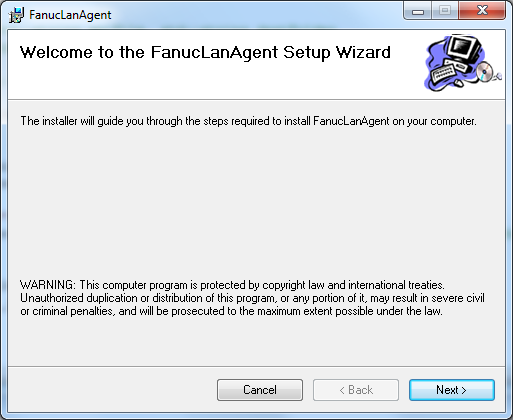 FanucLanAgent
Welcome to the FanucLanAgent Setup Wizard
The installer will guide you through the steps required to install FanucLanAgent on your computer.
WARNING: This computer program is protected by copyright law and international treaties.
Unauthorized duplication or distribution of this program, or any portion of it, may result in severe civil
or criminal penalties, and will be prosecuted to the maximum extent possible under the law.
Cancel
< Back
Next >